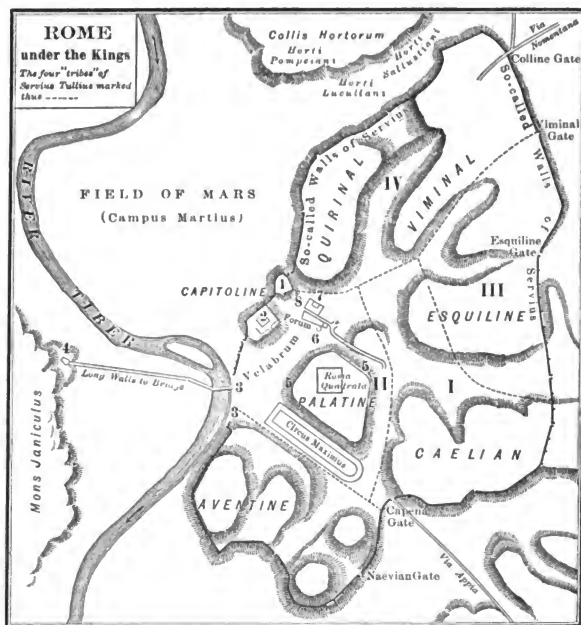 ROME
under the Kings
The four "tribes" of
Servius Tullius marked
thus -----
Collis Hortorum
Horti
Pompeiani
Horti
Sallustiani
Horti
Lucullani
Via
Nomentana
Colline Gate
Viminal
Gate
So-called Walls of Servius
So-called Walls of Servius
RIVER
TIBER
FIELD OF MARS
(Campus Martius)
QUIRINAL
IV
VIMINAL
Esquiline
Gate
III
ESQUILINE
CAPITOLINE
1
8
7
2
Forum
6
Velabrum
4
Long Walls to Bridge
3
3
5
5
Roma
Quadrata
PALATINE
II
I
Circus Maximus
Mons Janiculus
AVENTINE
CAELIAN
Capena
Gate
Via Appia
Naevian Gate